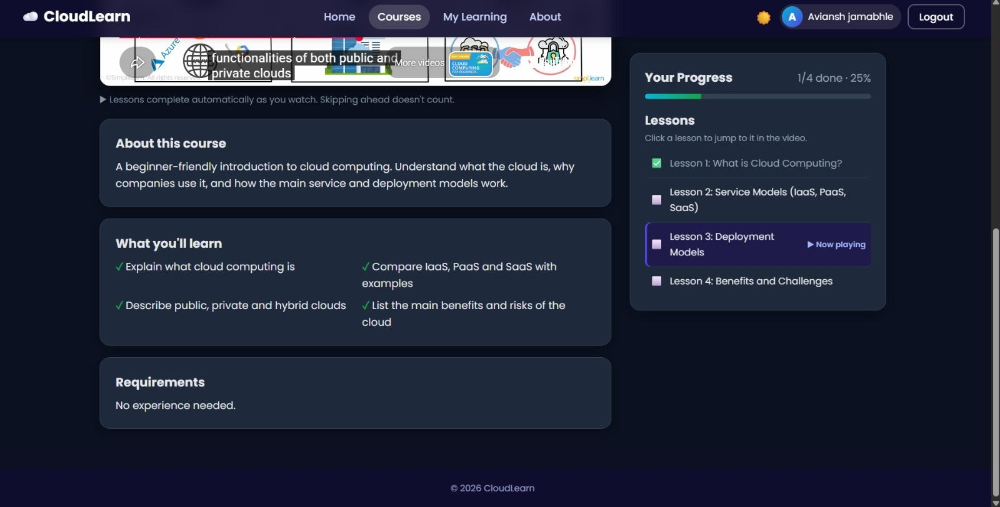 CloudLearn
Home
Courses
My Learning
About
A
Aviansh jamabhle
Logout
Azure
functionalities of both public and
private clouds
More videos
CLOUD
COMPUTING
FOR BEGINNERS
simplilearn
▶ Lessons complete automatically as you watch. Skipping ahead doesn't count.
About this course
A beginner-friendly introduction to cloud computing. Understand what the cloud is, why
companies use it, and how the main service and deployment models work.
What you'll learn
✓ Explain what cloud computing is
✓ Compare IaaS, PaaS and SaaS with
examples
✓ Describe public, private and hybrid clouds
✓ List the main benefits and risks of the
cloud
Requirements
No experience needed.
Your Progress
1/4 done · 25%
Lessons
Click a lesson to jump to it in the video.
Lesson 1: What is Cloud Computing?
Lesson 2: Service Models (IaaS, PaaS,
SaaS)
Lesson 3: Deployment
Models
▶ Now playing
Lesson 4: Benefits and Challenges
© 2026 CloudLearn